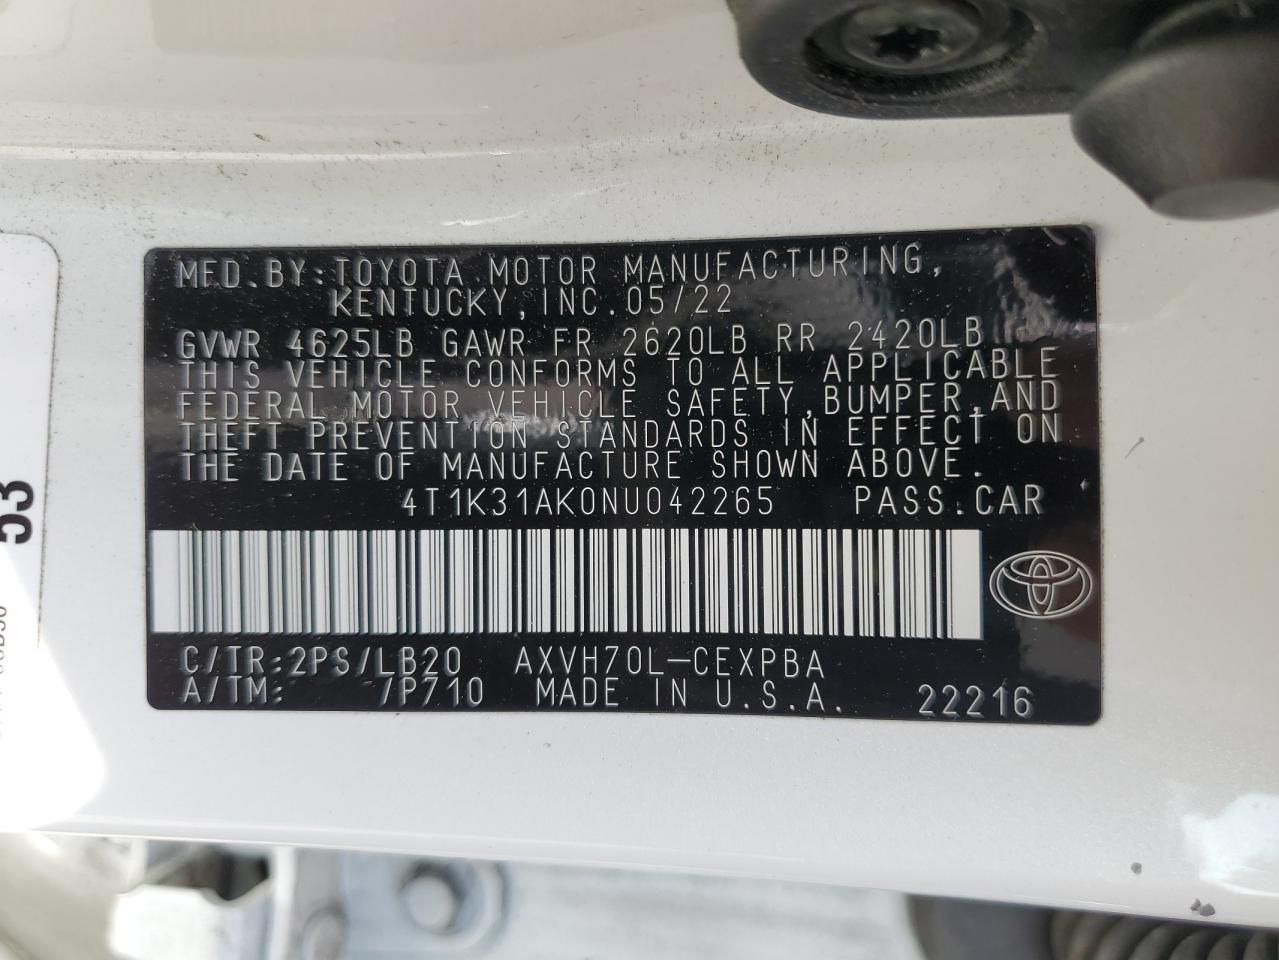 MFD.BY:TOYOTA MOTOR MANUFACTURING,
KENTUCKY,INC.05/22
GVWR 4625LB GAWR FR 2620LB RR 2420LB
THIS VEHICLE CONFORMS TO ALL APPLICABLE
FEDERAL MOTOR VEHICLE SAFETY,BUMPER,AND
THEFT PREVENTION STANDARDS IN EFFECT ON
THE DATE OF MANUFACTURE SHOWN ABOVE.
4T1K31AK0NU042265 PASS.CAR
C/TR:2PS/LB20 AXVH70L-CEXPBA
A/TM: /P710 MADE IN U.S.A. 22216
53